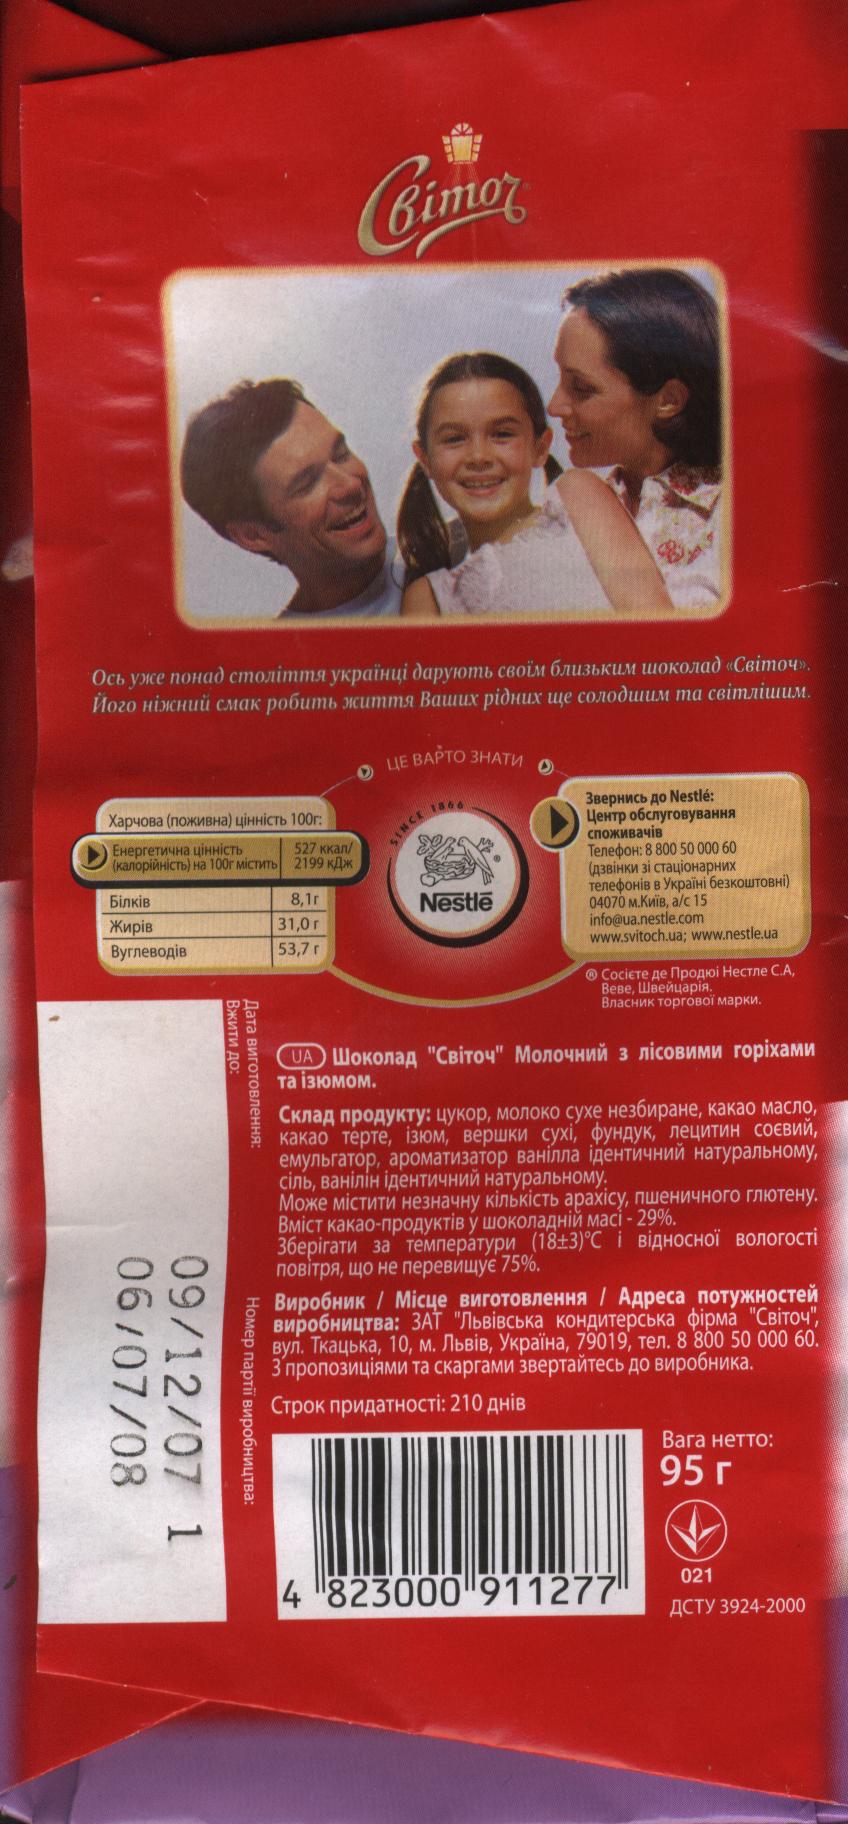 Світоч
Ось уже понад століття українці дарують своїм близьким шоколад «Світоч».
Його ніжний смак робить життя Ваших рідних ще солодшим та світлішим.
ЦЕ ВАРТО ЗНАТИ
Харчова (поживна) цінність 100г:
Енергетична цінність
(калорійність) на 100г містить
527 ккал/
2199 кДж
Білків 8,1г
Жирів 31,0 г
Вуглеводів 53,7 г
SINCE 1866
Nestlé
Звернись до Nestlé:
Центр обслуговування
споживачів
Телефон: 8 800 50 000 60
(дзвінки зі стаціонарних
телефонів в Україні безкоштовні)
04070 м.Київ, а/с 15
info@ua.nestle.com
www.svitoch.ua; www.nestle.ua
® Сосієте де Продюі Нестле С.А,
Веве, Швейцарія.
Власник торгової марки.
Дата виготовлення:
Вжити до:
Номер партії виробництва:
09/12/07 1
06/07/08
UA Шоколад "Світоч" Молочний з лісовими горіхами
та ізюмом.
Склад продукту: цукор, молоко сухе незбиране, какао масло,
какао терте, ізюм, вершки сухі, фундук, лецитин соєвий,
емульгатор, ароматизатор ванілла ідентичний натуральному,
сіль, ванілін ідентичний натуральному.
Може містити незначну кількість арахісу, пшеничного глютену.
Вміст какао-продуктів у шоколадній масі - 29%.
Зберігати за температури (18±3)°С і відносної вологості
повітря, що не перевищує 75%.
Виробник / Місце виготовлення / Адреса потужностей
виробництва: ЗАТ "Львівська кондитерська фірма "Світоч",
вул. Ткацька, 10, м. Львів, Україна, 79019, тел. 8 800 50 000 60.
З пропозиціями та скаргами звертайтесь до виробника.
Строк придатності: 210 днів
Вага нетто:
95 г
021
ДСТУ 3924-2000
4 823000 911277